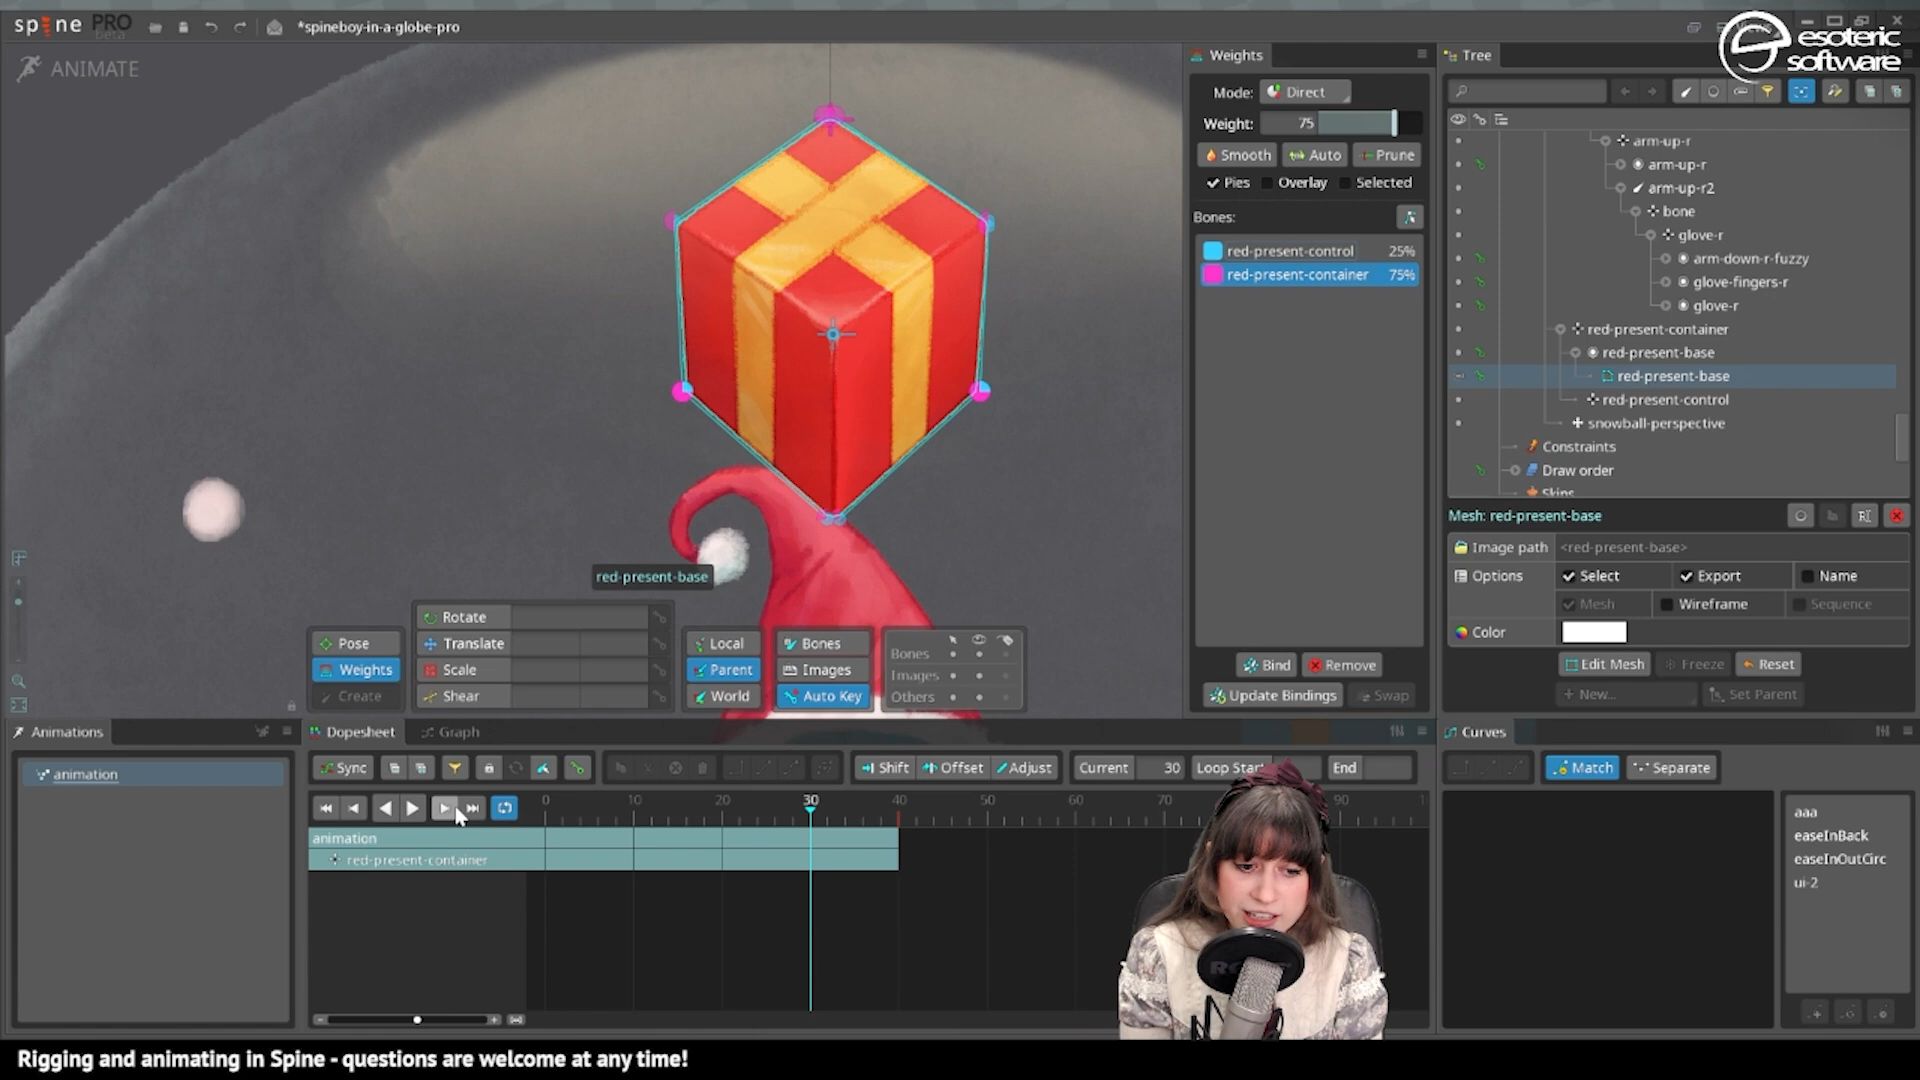 spine PRO
beta
*spineboy-in-a-globe-pro
esoteric
software
ANIMATE
Weights
Mode: Direct
Weight: 75
Smooth Auto Prune
Pies Overlay Selected
Bones:
red-present-control 25%
red-present-container 75%
Bind Remove
Update Bindings Swap
Tree
arm-up-r
arm-up-r
arm-up-r2
bone
glove-r
arm-down-r-fuzzy
glove-fingers-r
glove-r
red-present-container
red-present-base
red-present-base
red-present-control
snowball-perspective
Constraints
Draw order
Skins
Mesh: red-present-base
Image path <red-present-base>
Options Select Export Name
Mesh Wireframe Sequence
Color
Edit Mesh Freeze Reset
New... Set Parent
red-present-base
Pose
Weights
Create
Rotate
Translate
Scale
Shear
Local
Parent
World
Bones
Images
Auto Key
Bones
Images
Others
Animations
animation
Dopesheet Graph
Sync Shift Offset Adjust Current 30 Loop Start End
0 10 20 30 40 50 60 70 90
animation
red-present-container
Curves
Match Separate
aaa
easeInBack
easeInOutCirc
ui-2
Rigging and animating in Spine - questions are welcome at any time!